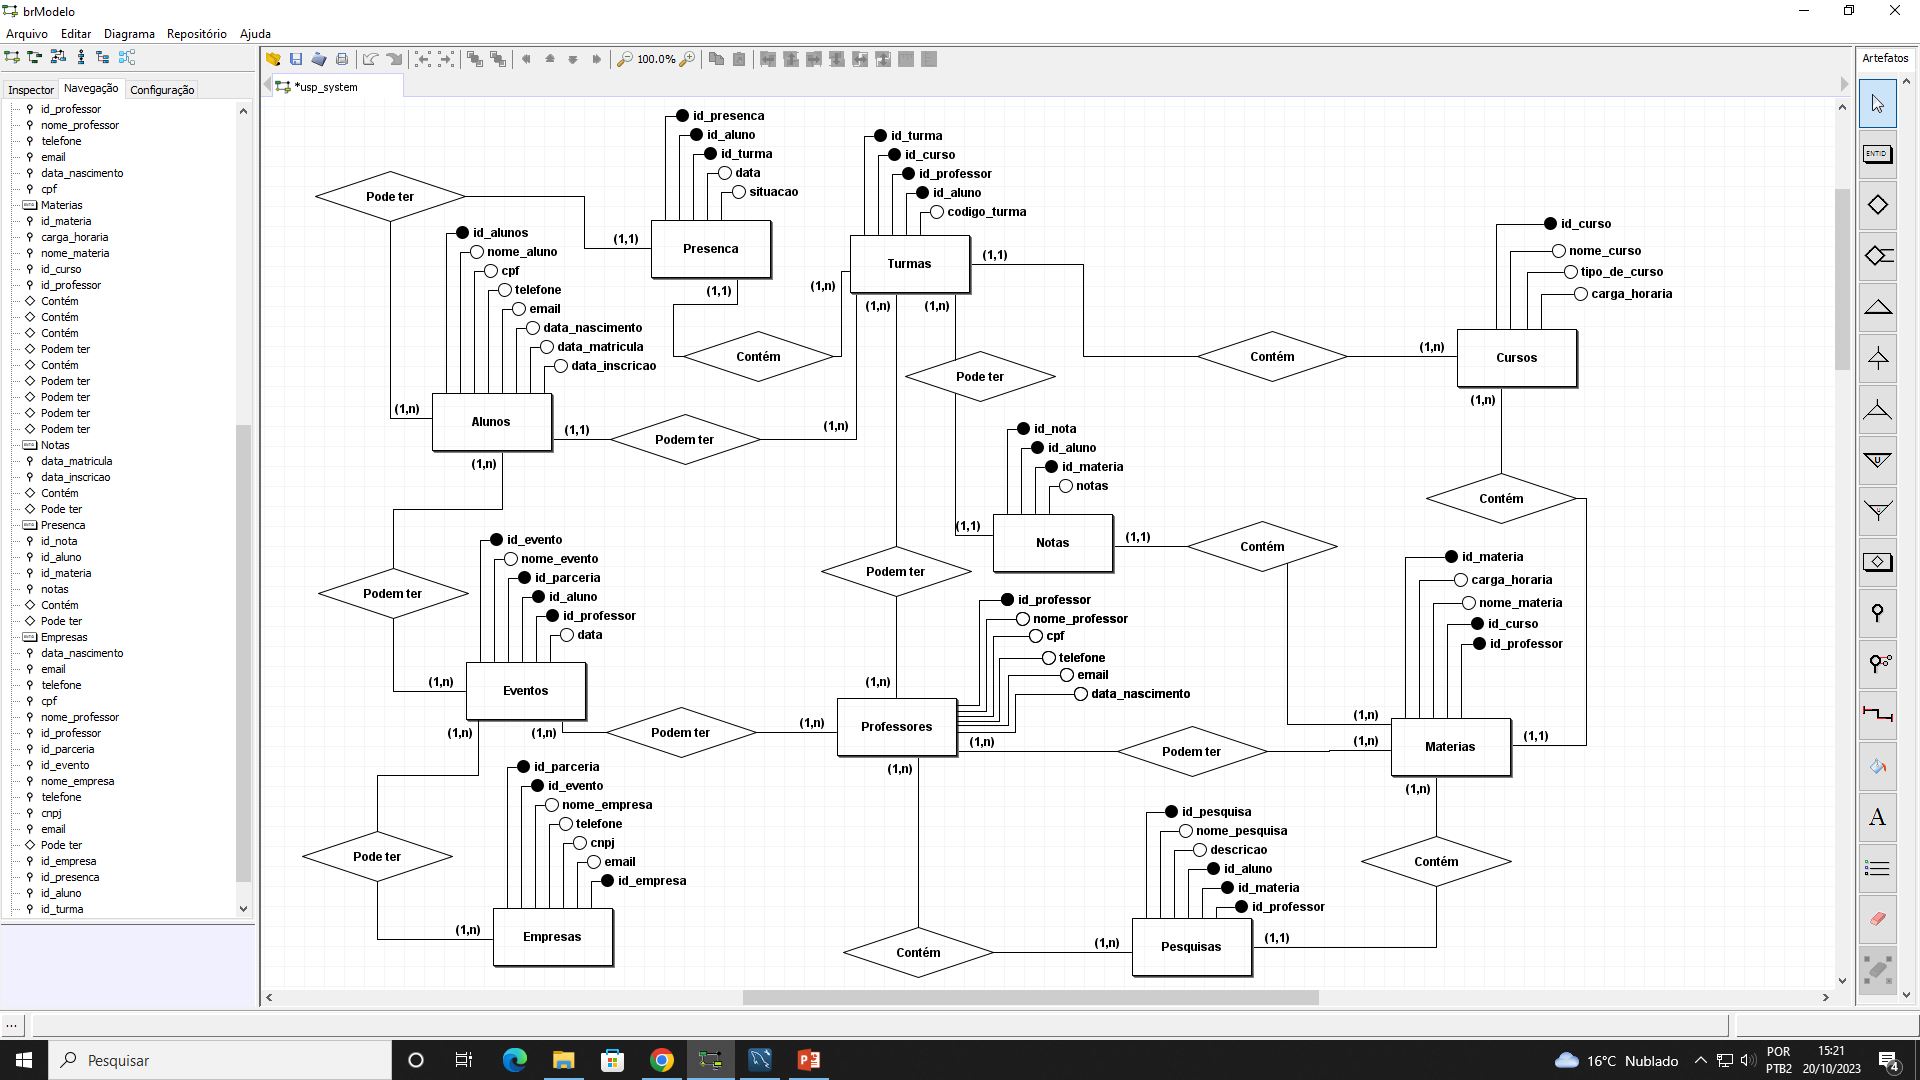 brModelo
Arquivo Editar Diagrama Repositório Ajuda
100.0%
Artefatos
Inspector Navegação Configuração
*usp_system
id_professor
nome_professor
telefone
email
data_nascimento
cpf
Materias
id_materia
carga_horaria
nome_materia
id_curso
id_professor
Contém
Contém
Contém
Podem ter
Contém
Podem ter
Podem ter
Podem ter
Podem ter
Notas
data_matricula
data_inscricao
Contém
Pode ter
Presenca
id_nota
id_aluno
id_materia
notas
Contém
Pode ter
Empresas
data_nascimento
email
telefone
cpf
nome_professor
id_professor
id_parceria
id_evento
nome_empresa
telefone
cnpj
email
Pode ter
id_empresa
id_presenca
id_aluno
id_turma
id_presenca
id_aluno
id_turma
data
situacao
Presenca
(1,1)
(1,1)
Pode ter
id_turma
id_curso
id_professor
id_aluno
codigo_turma
Turmas
(1,1)
(1,n)
(1,n)
(1,n)
id_curso
nome_curso
tipo_de_curso
carga_horaria
Cursos
(1,n)
(1,n)
Contém
Contém
Pode ter
id_alunos
nome_aluno
cpf
telefone
email
data_nascimento
data_matricula
data_inscricao
Alunos
(1,n)
(1,1)
(1,n)
Podem ter
(1,n)
Contém
id_nota
id_aluno
id_materia
notas
Notas
(1,1)
(1,1)
Contém
id_evento
nome_evento
id_parceria
id_aluno
id_professor
data
Eventos
(1,n)
(1,n)
(1,n)
Podem ter
Podem ter
Podem ter
id_professor
nome_professor
cpf
telefone
email
data_nascimento
Professores
(1,n)
(1,n)
(1,n)
(1,n)
Podem ter
id_materia
carga_horaria
nome_materia
id_curso
id_professor
Materias
(1,n)
(1,n)
(1,1)
(1,n)
Contém
id_parceria
id_evento
nome_empresa
telefone
cnpj
email
id_empresa
Empresas
(1,n)
Pode ter
Contém
id_pesquisa
nome_pesquisa
descricao
id_aluno
id_materia
id_professor
Pesquisas
(1,n)
(1,1)
ENTID
U
U
A
...
Pesquisar
16°C Nublado
POR
PTB2
15:21
20/10/2023
4